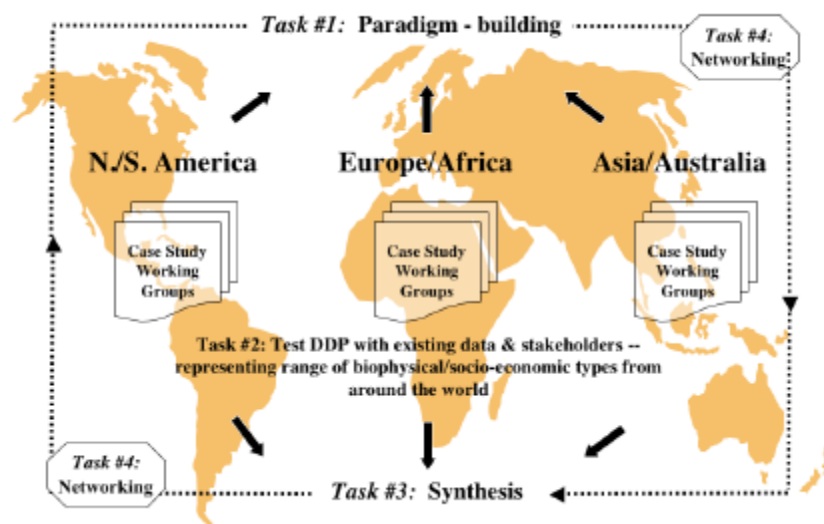 Task #1: Paradigm - building
Task #4:
Networking
N./S. America
Europe/Africa
Asia/Australia
Case Study
Working
Groups
Case Study
Working
Groups
Case Study
Working
Groups
Task #2: Test DDP with existing data & stakeholders --
representing range of biophysical/socio-economic types from
around the world
Task #4:
Networking
Task #3: Synthesis